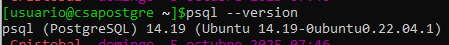 [usuario@csapostgre ~]$psql --version
psql (PostgreSQL) 14.19 (Ubuntu 14.19-0ubuntu0.22.04.1)